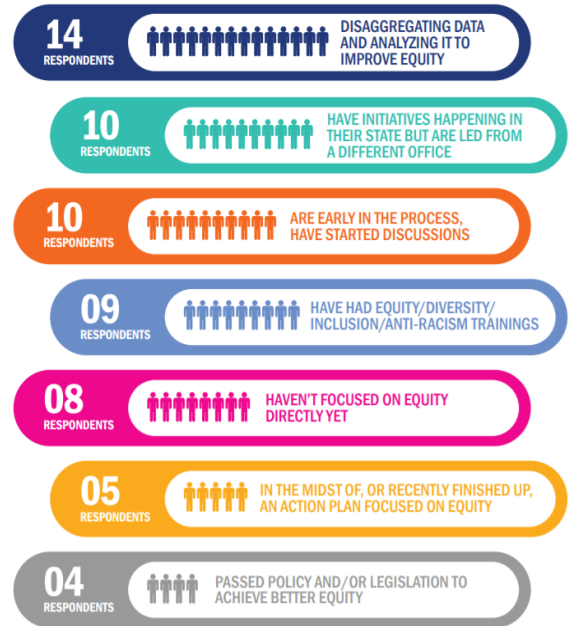 14
RESPONDENTS
DISAGGREGATING DATA
AND ANALYZING IT TO
IMPROVE EQUITY
10
RESPONDENTS
HAVE INITIATIVES HAPPENING IN
THEIR STATE BUT ARE LED FROM
A DIFFERENT OFFICE
10
RESPONDENTS
ARE EARLY IN THE PROCESS,
HAVE STARTED DISCUSSIONS
09
RESPONDENTS
HAVE HAD EQUITY/DIVERSITY/
INCLUSION/ANTI-RACISM TRAININGS
08
RESPONDENTS
HAVEN'T FOCUSED ON EQUITY
DIRECTLY YET
05
RESPONDENTS
IN THE MIDST OF, OR RECENTLY FINISHED UP,
AN ACTION PLAN FOCUSED ON EQUITY
04
RESPONDENTS
PASSED POLICY AND/OR LEGISLATION TO
ACHIEVE BETTER EQUITY